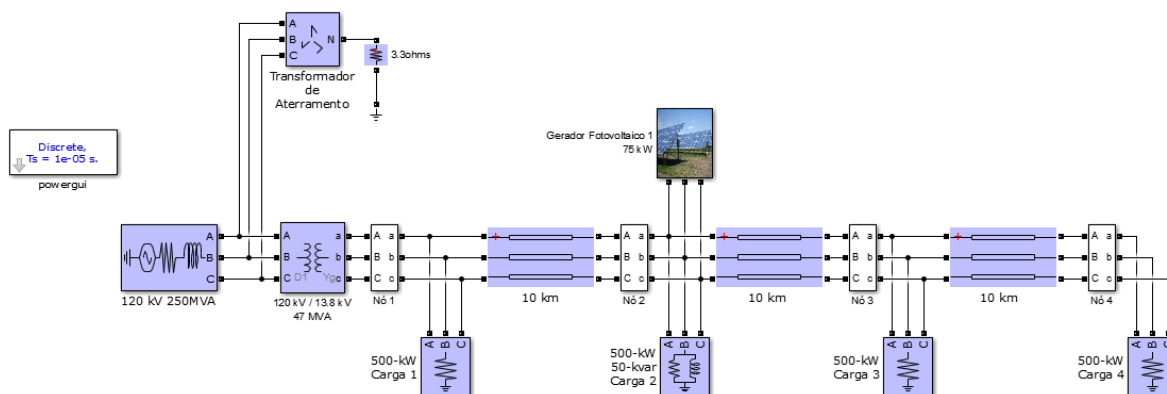 A
B
C
N
3.3ohms
Transformador
de
Aterramento
Discrete,
Ts = 1e-05 s.
powergui
Gerador Fotovoltaico 1
75 kW
A
B
C
120 kV 250MVA
A
B
C
a
b
c
D1
Yg
120 kV / 13.8 kV
47 MVA
A a
B b
C c
Nó 1
10 km
A a
B b
C c
Nó 2
10 km
A a
B b
C c
Nó 3
10 km
A a
B b
C c
Nó 4
A B C
500-kW
Carga 1
A B C
500-kW
50-kvar
Carga 2
A B C
500-kW
Carga 3
A B C
500-kW
Carga 4